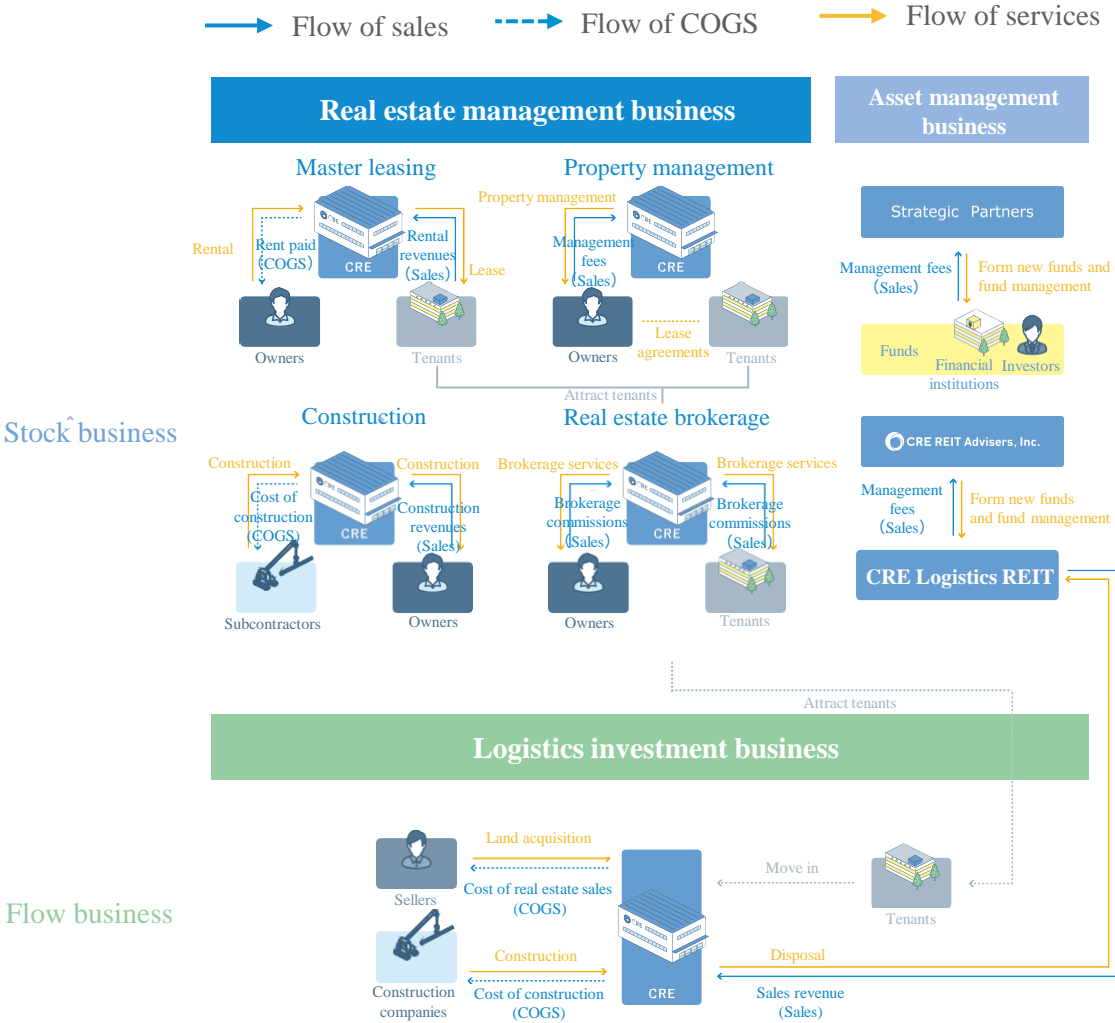 Flow of sales
Flow of COGS
Flow of services
Real estate management business
Asset management
business
Master leasing
Property management
Rental
Rent paid
(COGS)
CRE
CRE
Rental
revenues
(Sales)
Lease
Owners
Tenants
Property management
Management
fees
(Sales)
CRE
CRE
Owners
Lease
agreements
Tenants
Attract tenants
Strategic Partners
Management fees
(Sales)
Form new funds and
fund management
Funds
Financial
institutions
Investors
Stock business
Construction
Real estate brokerage
Construction
Cost of
construction
(COGS)
CRE
CRE
Construction
Construction
revenues
(Sales)
Subcontractors
Owners
Brokerage services
Brokerage
commissions
(Sales)
CRE
CRE
Brokerage services
Brokerage
commissions
(Sales)
Owners
Tenants
CRE REIT Advisers, Inc.
Management
fees
(Sales)
Form new funds
and fund management
CRE Logistics REIT
Attract tenants
Logistics investment business
Flow business
Sellers
Land acquisition
Cost of real estate sales
(COGS)
Construction
companies
Construction
Cost of construction
(COGS)
CRE
CRE
Move in
Tenants
Disposal
Sales revenue
(Sales)